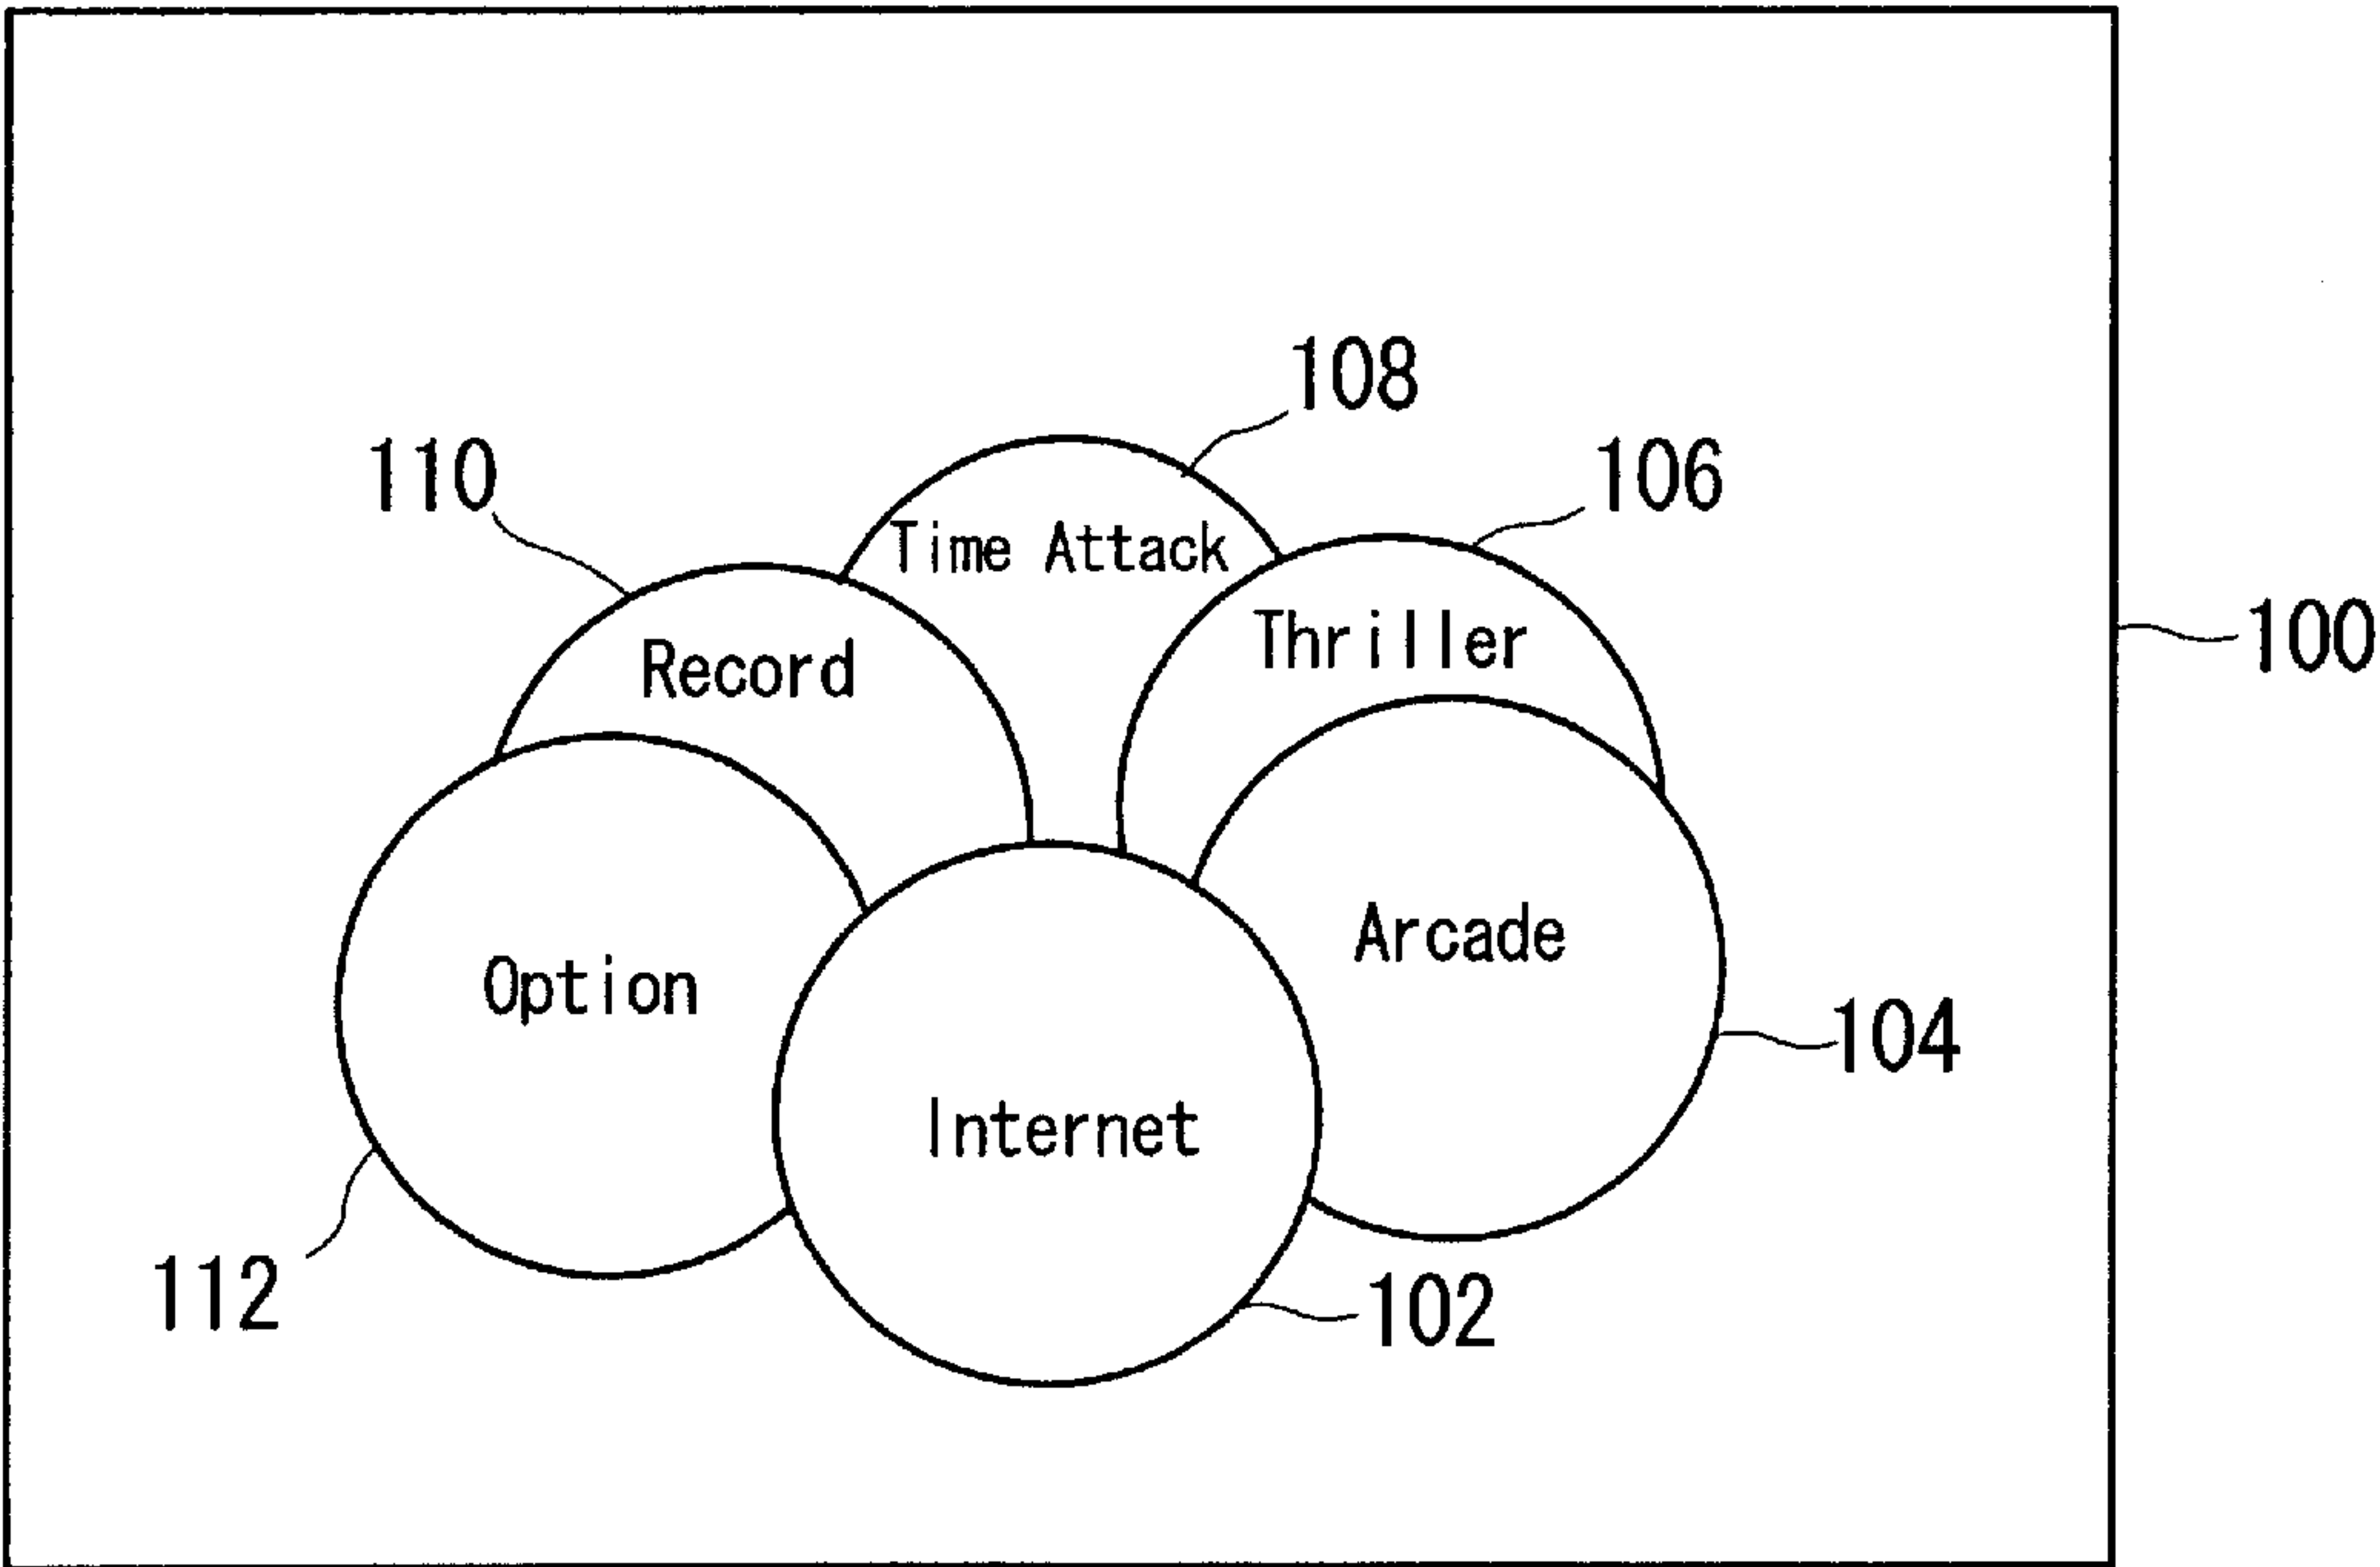 108
110
106
Time Attack
Thriller
100
Record
Arcade
Option
104
Internet
112
102